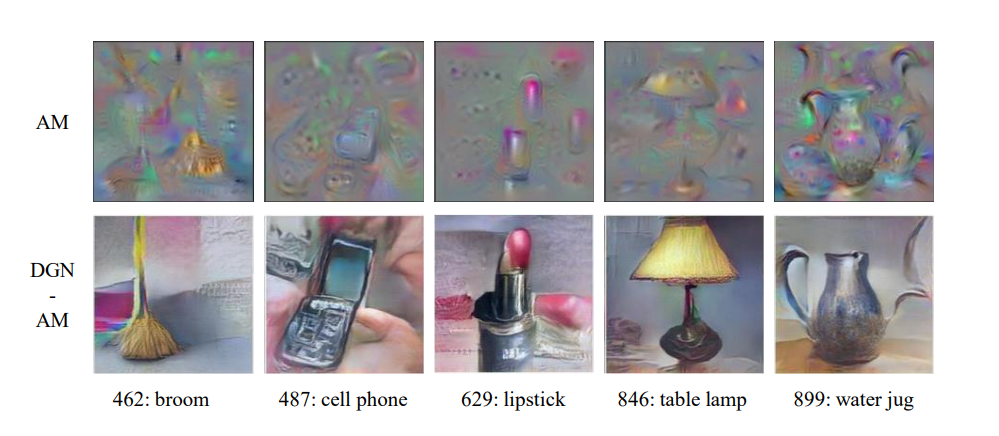 AM
DGN
-
AM
462: broom
487: cell phone
629: lipstick
846: table lamp
899: water jug